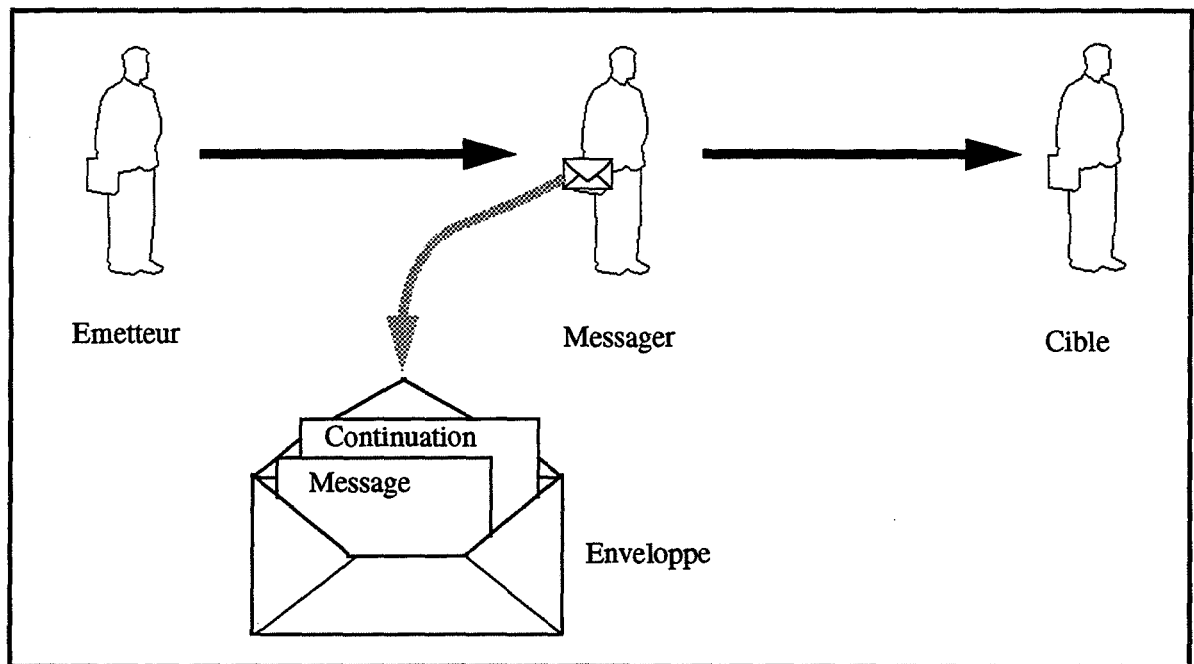 Emetteur
Messager
Cible
Continuation
Message
Enveloppe